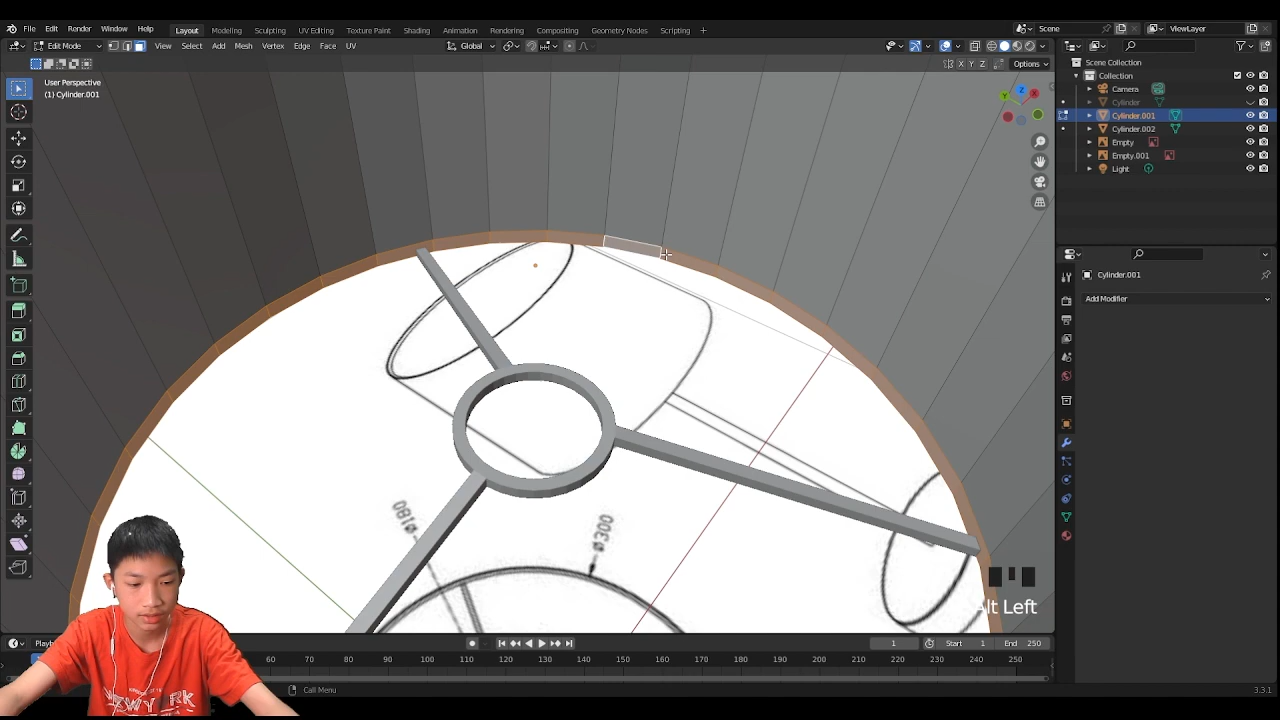 File Edit Render Window Help Layout Modeling Sculpting UV Editing Texture Paint Shading Animation Rendering Compositing Geometry Nodes Scripting + Scene ViewLayer
Edit Mode View Select Add Mesh Vertex Edge Face UV Global
X Y Z Options
User Perspective
(1) Cylinder.001
Scene Collection
Collection
Camera
Cylinder
Cylinder.001
Cylinder.002
Empty
Empty.001
Light
Cylinder.001
Add Modifier
Ø180
Ø300
Alt Left
1 Start 1 End 250
60 70 80 90 100 110 120 130 140 150 160 170 180 190 200 210 220 230 240 250
Call Menu
3.3.1